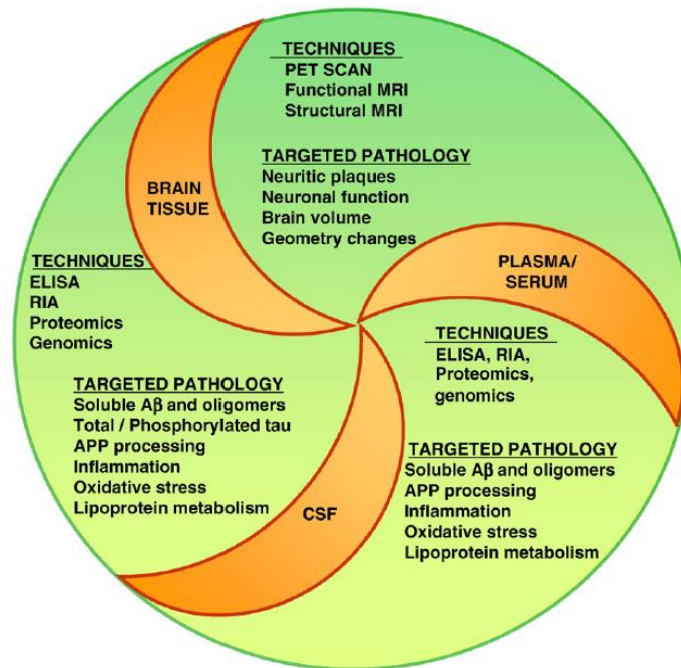 TECHNIQUES
PET SCAN
Functional MRI
Structural MRI
TARGETED PATHOLOGY
Neuritic plaques
Neuronal function
Brain volume
Geometry changes
BRAIN
TISSUE
PLASMA/
SERUM
TECHNIQUES
ELISA
RIA
Proteomics
Genomics
TARGETED PATHOLOGY
Soluble Aβ and oligomers
Total / Phosphorylated tau
APP processing
Inflammation
Oxidative stress
Lipoprotein metabolism
CSF
TECHNIQUES
ELISA, RIA,
Proteomics,
genomics
TARGETED PATHOLOGY
Soluble Aβ and oligomers
APP processing
Inflammation
Oxidative stress
Lipoprotein metabolism